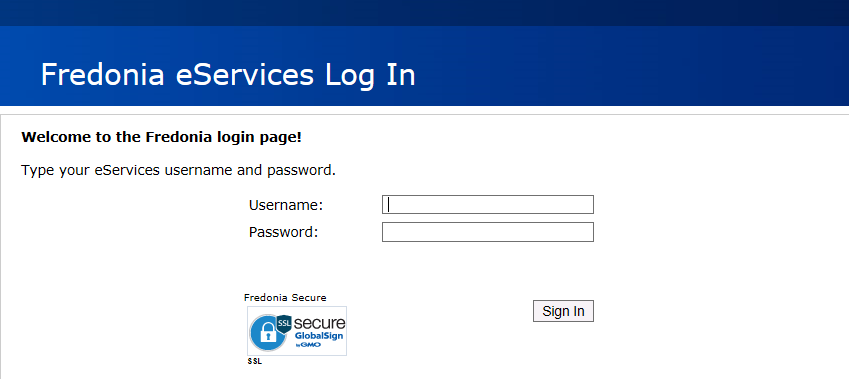 Fredonia eServices Log In
Welcome to the Fredonia login page!
Type your eServices username and password.
Username:
Password:
Fredonia Secure
SSL secure
GlobalSign
by GMO
SSL
Sign In